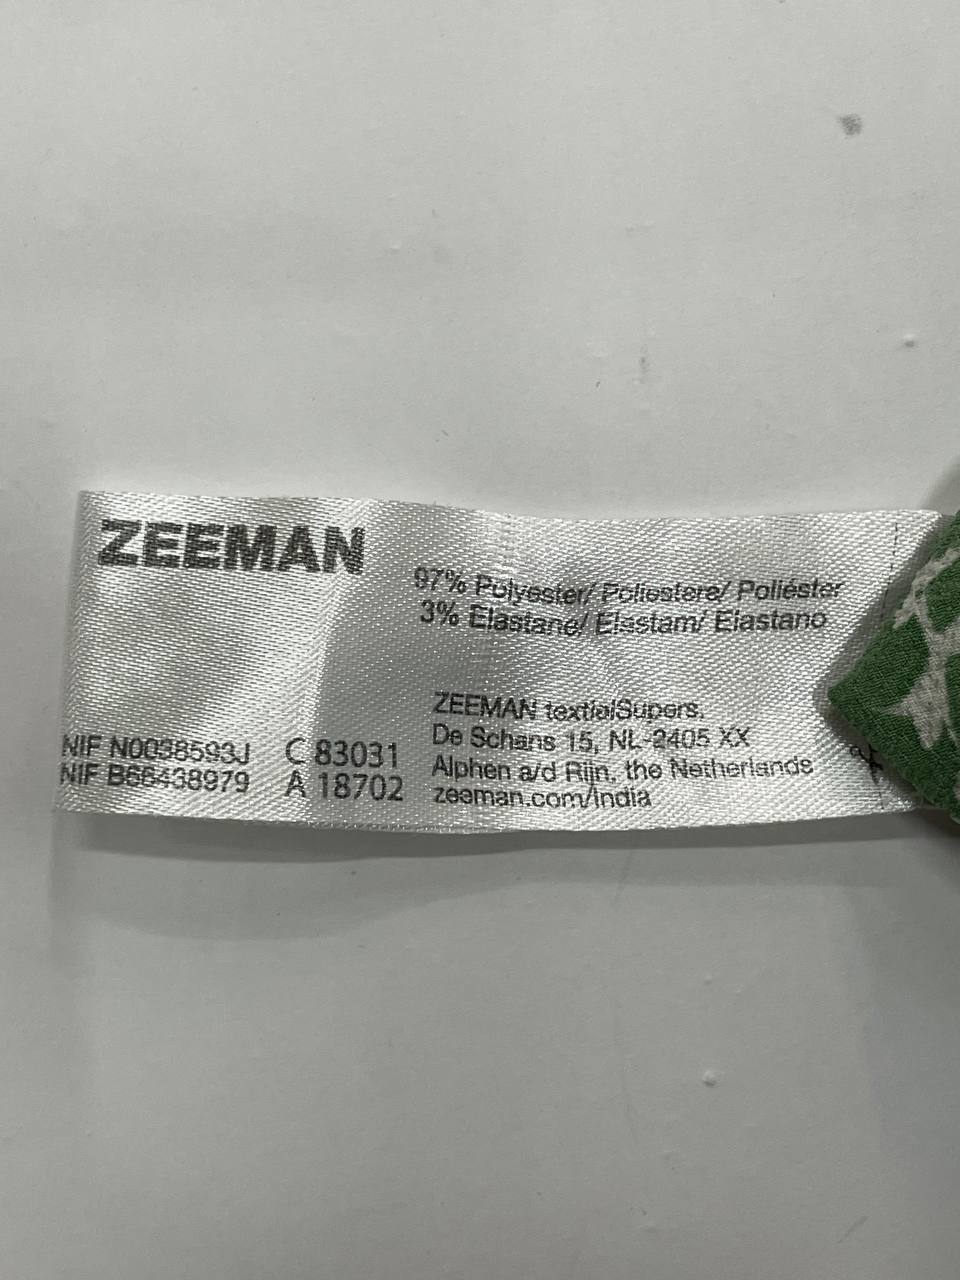 ZEEMAN
97% Polyester/ Poliestere/ Poliéster
3% Elastane/ Elastam/ Elastano
ZEEMAN textielSupers,
De Schans 15, NL-2405 XX
Alphen a/d Rijn, the Netherlands
zeeman.com/india
NIF N0038593J C 83031
NIF B66438979 A 18702